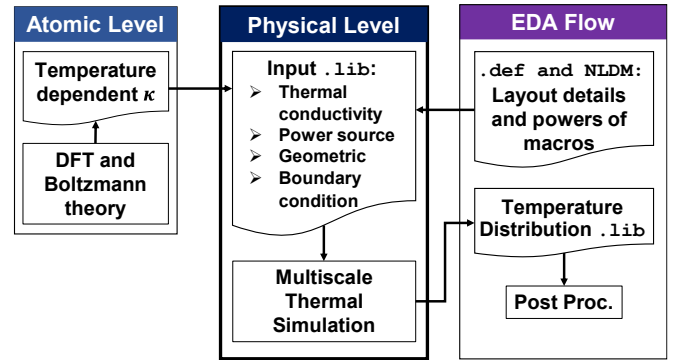 Atomic Level
Temperature
dependent κ
DFT and
Boltzmann
theory
Physical Level
Input .lib:
➢ Thermal
conductivity
➢ Power source
➢ Geometric
➢ Boundary
condition
Multiscale
Thermal
Simulation
EDA Flow
.def and NLDM:
Layout details
and powers of
macros
Temperature
Distribution .lib
Post Proc.